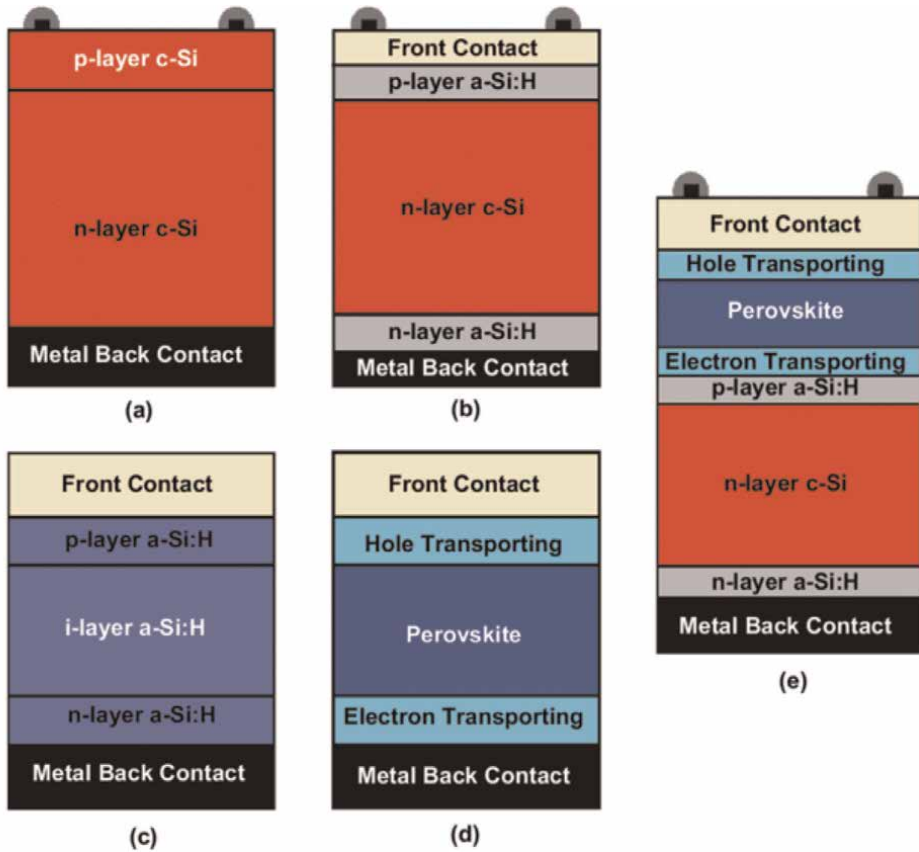 p-layer c-Si
n-layer c-Si
Metal Back Contact
(a)
Front Contact
p-layer a-Si:H
n-layer c-Si
n-layer a-Si:H
Metal Back Contact
(b)
Front Contact
p-layer a-Si:H
i-layer a-Si:H
n-layer a-Si:H
Metal Back Contact
(c)
Front Contact
Hole Transporting
Perovskite
Electron Transporting
Metal Back Contact
(d)
Front Contact
Hole Transporting
Perovskite
Electron Transporting
p-layer a-Si:H
n-layer c-Si
n-layer a-Si:H
Metal Back Contact
(e)